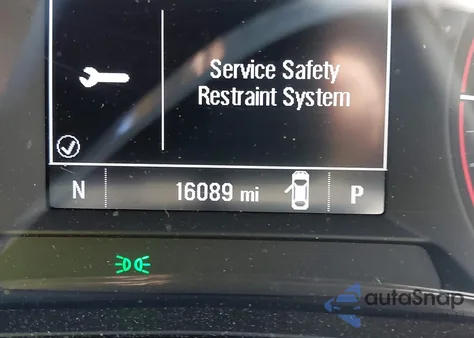 Service Safety
Restraint System
N 16089 mi P
autoSnap